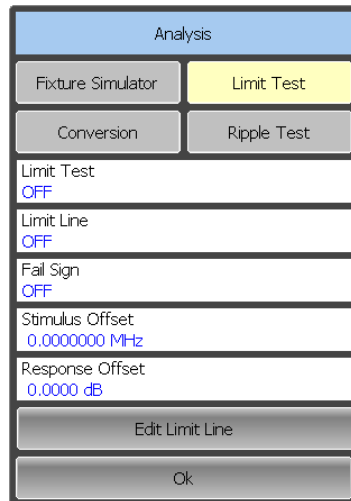 Analysis
Fixture Simulator
Limit Test
Conversion
Ripple Test
Limit Test
OFF
Limit Line
OFF
Fail Sign
OFF
Stimulus Offset
0.0000000 MHz
Response Offset
0.0000 dB
Edit Limit Line
Ok